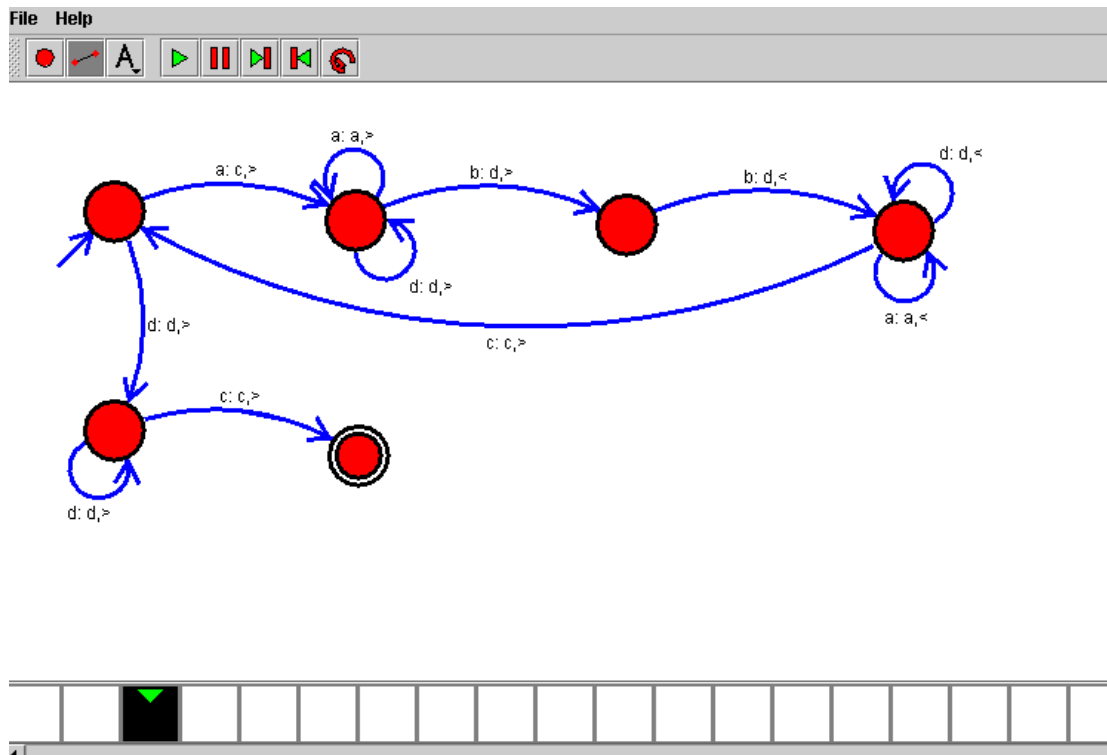 File Help
A
a: a,>
d: d,<
a: c,>
b: d,>
b: d,<
d: d,>
a: a,<
d: d,>
c: c,>
c: c,>
d: d,>